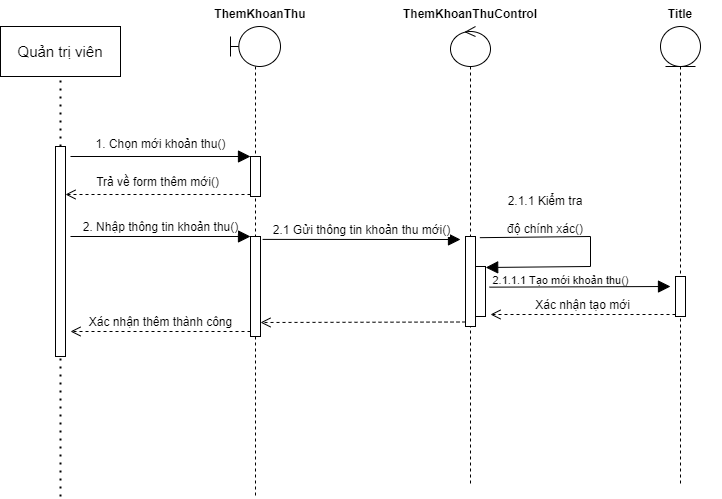 ThemKhoanThu
ThemKhoanThuControl
Title
Quản trị viên
1. Chọn mới khoản thu()
Trả về form thêm mới()
2.1.1 Kiểm tra
độ chính xác()
2. Nhập thông tin khoản thu()
2.1 Gửi thông tin khoản thu mới()
2.1.1.1 Tạo mới khoản thu()
Xác nhận tạo mới
Xác nhận thêm thành công